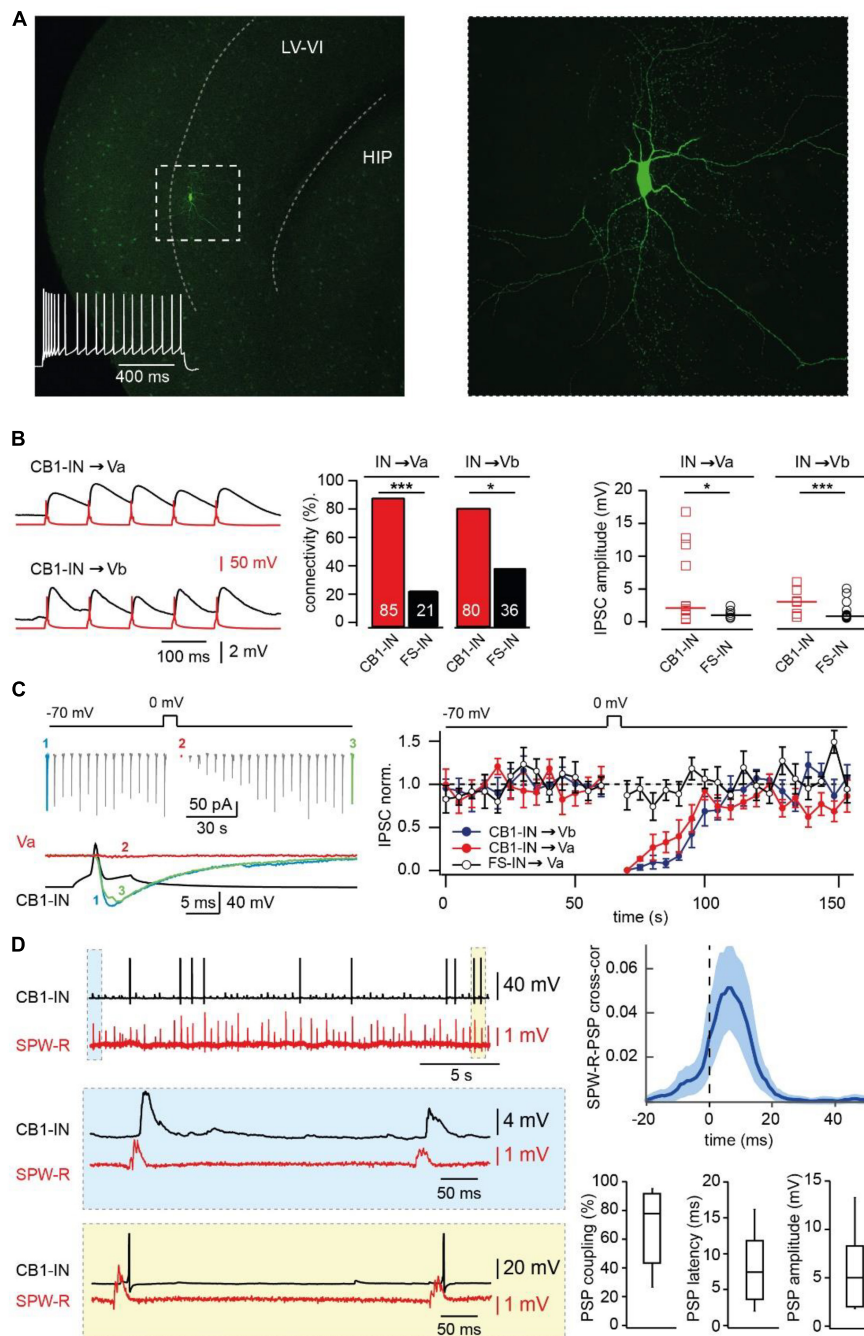 A
LV-VI
HIP
400 ms
B
CB1-IN → Va
CB1-IN → Vb
50 mV
100 ms
2 mV
IN → Va
IN → Vb
***
*
connectivity (%).
100
80
60
40
20
0
85
21
80
36
CB1-IN
FS-IN
CB1-IN
FS-IN
IN → Va
IN → Vb
*
***
IPSC amplitude (mV)
20
15
10
5
0
CB1-IN
FS-IN
CB1-IN
FS-IN
C
-70 mV
0 mV
1
2
3
50 pA
30 s
Va
2
CB1-IN
1
3
5 ms
40 mV
-70 mV
0 mV
IPSC norm.
1.5
1.0
0.5
0.0
CB1-IN → Vb
CB1-IN → Va
FS-IN → Va
0
50
100
150
time (s)
D
CB1-IN
40 mV
SPW-R
1 mV
5 s
CB1-IN
4 mV
SPW-R
1 mV
50 ms
CB1-IN
20 mV
SPW-R
1 mV
50 ms
SPW-R-PSP cross-cor
0.06
0.04
0.02
-20
0
20
40
time (ms)
PSP coupling (%)
100
80
60
40
20
0
PSP latency (ms)
20
15
10
5
0
PSP amplitude (mV)
15
10
5
0